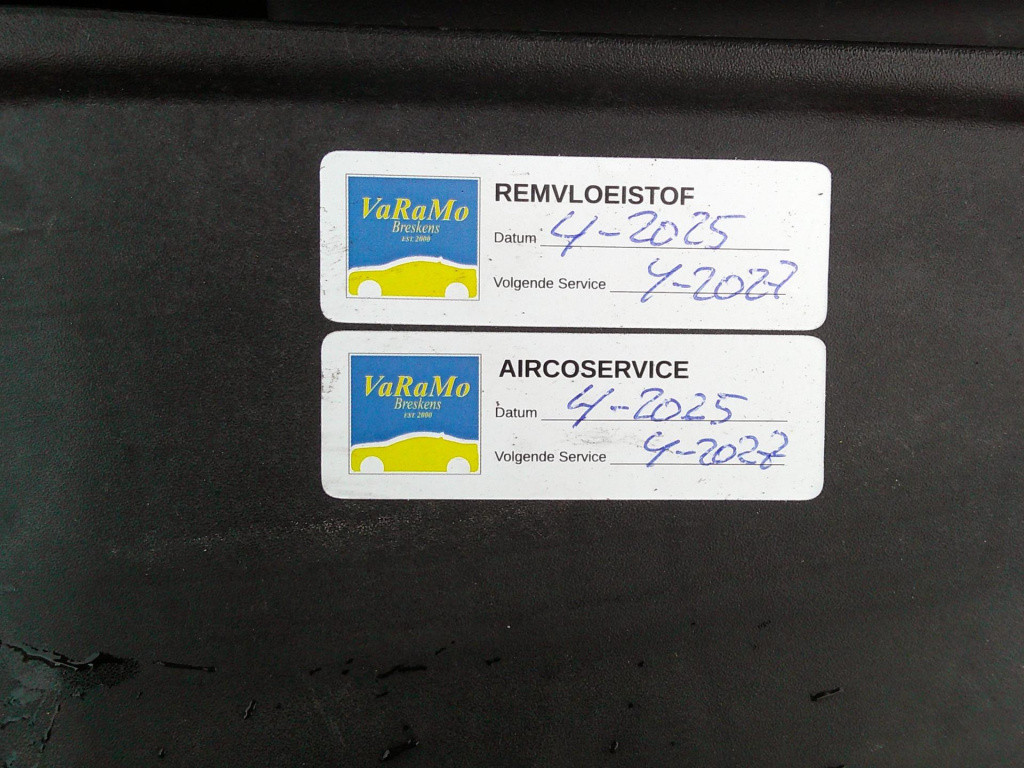 VaRaMo
Breskens
EST 2000
REMVLOEISTOF
Datum 4-2025
Volgende Service 4-2027
VaRaMo
Breskens
EST 2000
AIRCOSERVICE
Datum 4-2025
Volgende Service 4-2027